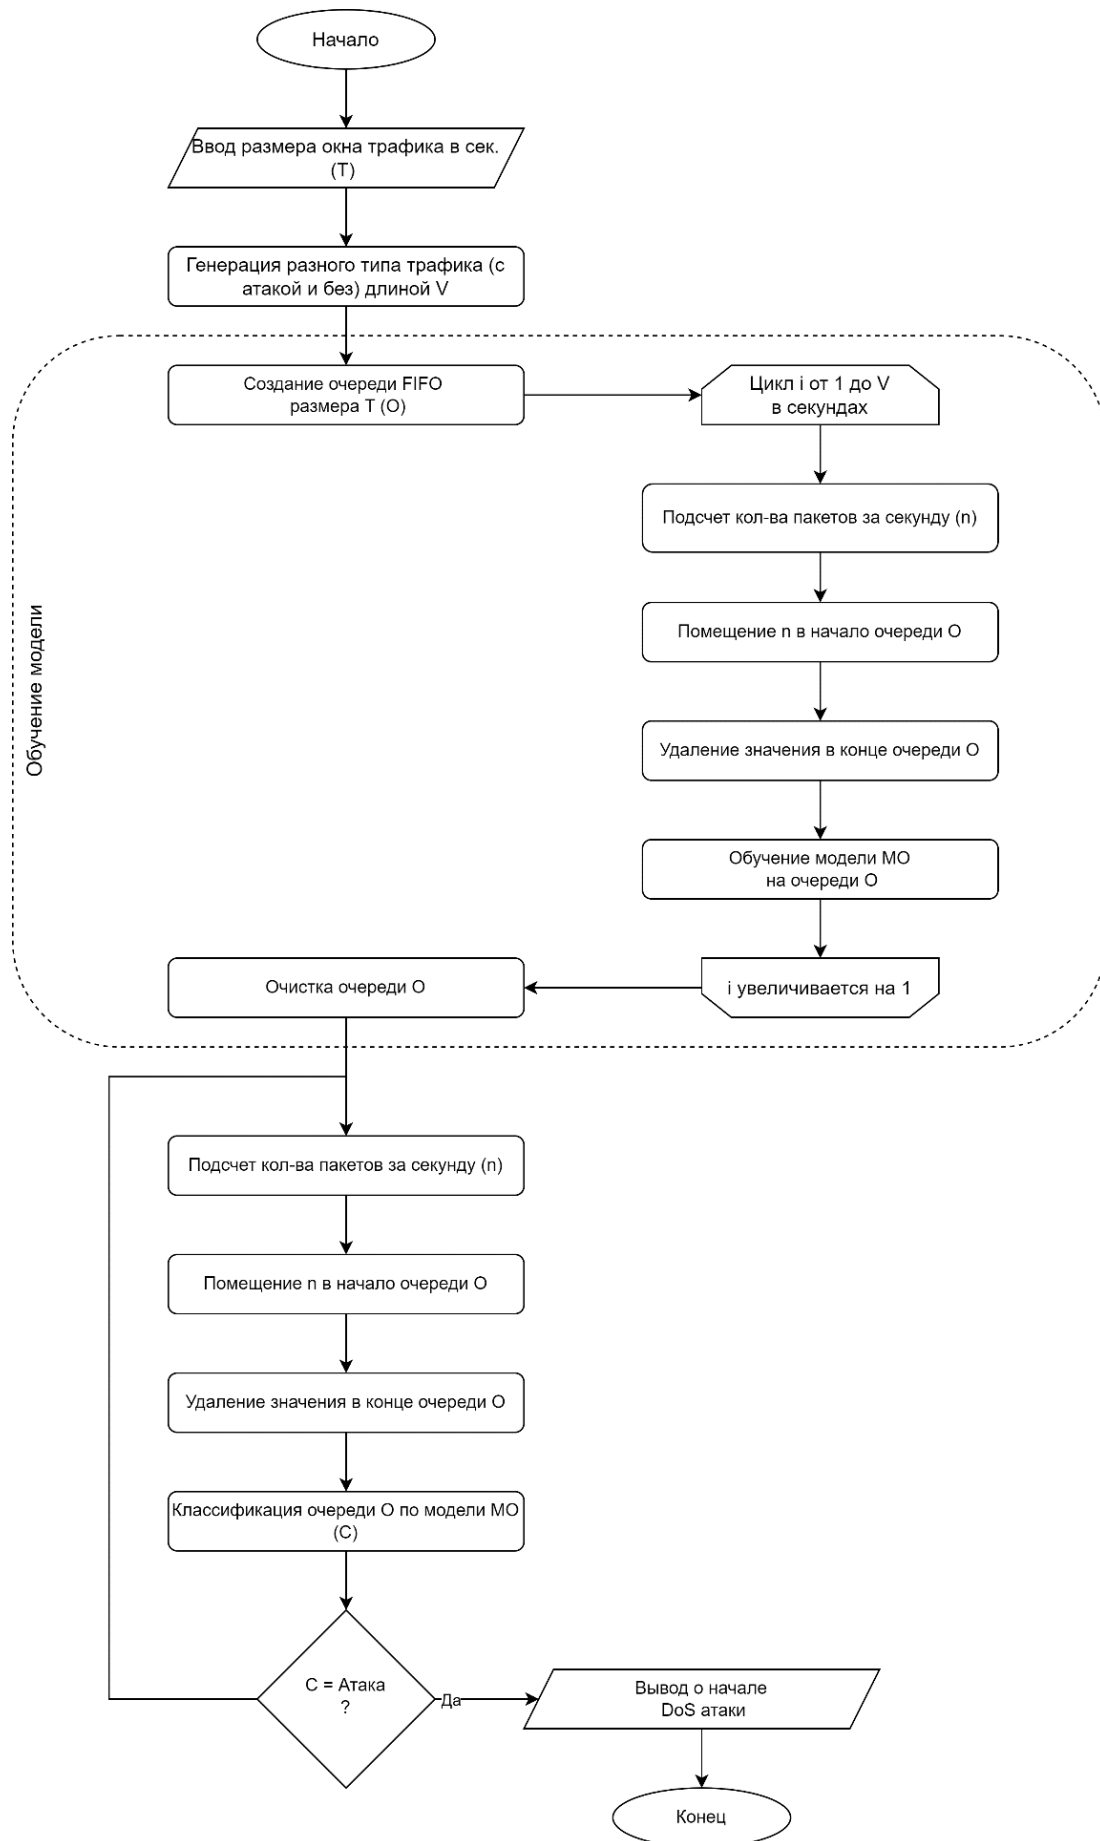 Начало
Ввод размера окна трафика в сек.
(T)
Генерация разного типа трафика (с
атакой и без) длиной V
Обучение модели
Создание очереди FIFO
размера T (O)
Цикл i от 1 до V
в секундах
Подсчет кол-ва пакетов за секунду (n)
Помещение n в начало очереди O
Удаление значения в конце очереди O
Обучение модели МО
на очереди O
i увеличивается на 1
Очистка очереди O
Подсчет кол-ва пакетов за секунду (n)
Помещение n в начало очереди O
Удаление значения в конце очереди O
Классификация очереди O по модели МО
(C)
C = Атака
?
Да
Вывод о начале
DoS атаки
Конец